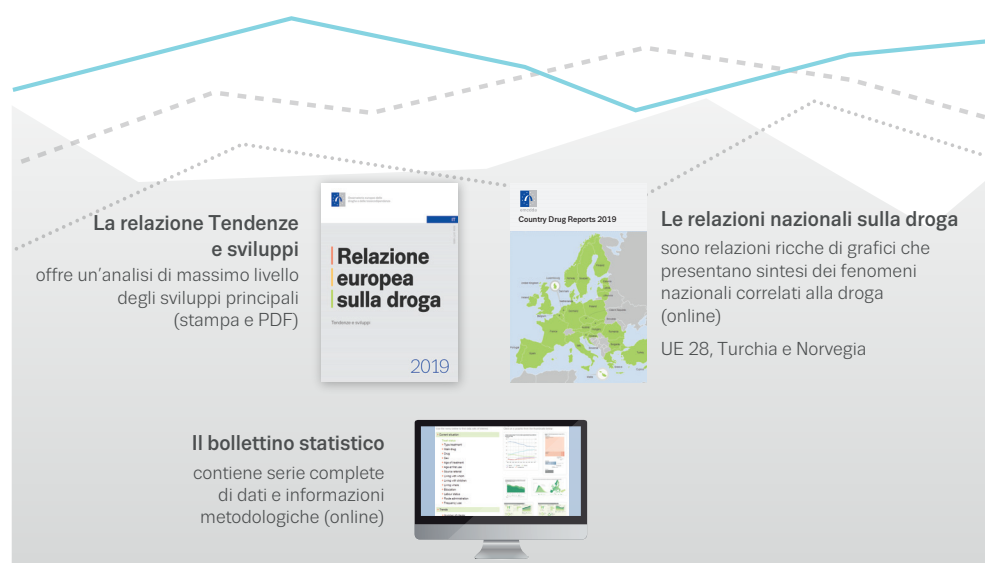 La relazione Tendenze
e sviluppi
offre un'analisi di massimo livello
degli sviluppi principali
(stampa e PDF)
IT
Relazione
europea
sulla droga
Tendenze e sviluppi
2019
Country Drug Reports 2019
Le relazioni nazionali sulla droga
sono relazioni ricche di grafici che
presentano sintesi dei fenomeni
nazionali correlati alla droga
(online)
UE 28, Turchia e Norvegia
Il bollettino statistico
contiene serie complete
di dati e informazioni
metodologiche (online)